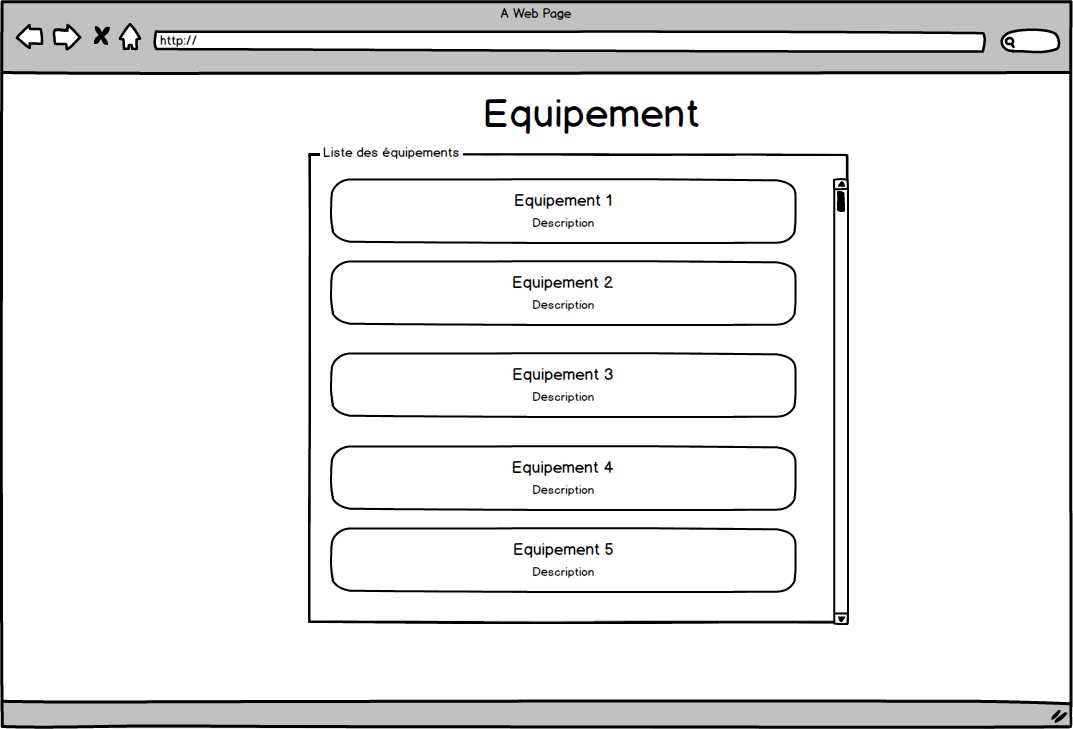 A Web Page
http://
Equipement
Liste des équipements
Equipement 1
Description
Equipement 2
Description
Equipement 3
Description
Equipement 4
Description
Equipement 5
Description